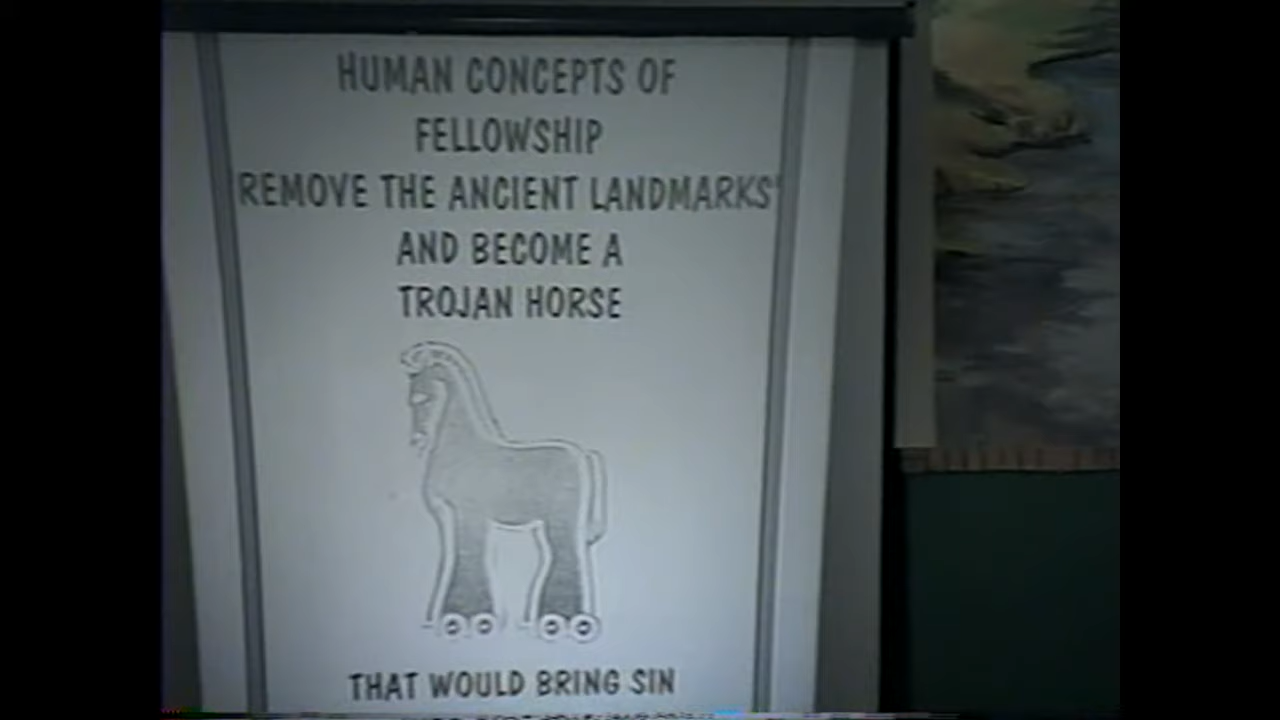 HUMAN CONCEPTS OF
FELLOWSHIP
REMOVE THE ANCIENT LANDMARKS'
AND BECOME A
TROJAN HORSE
THAT WOULD BRING SIN